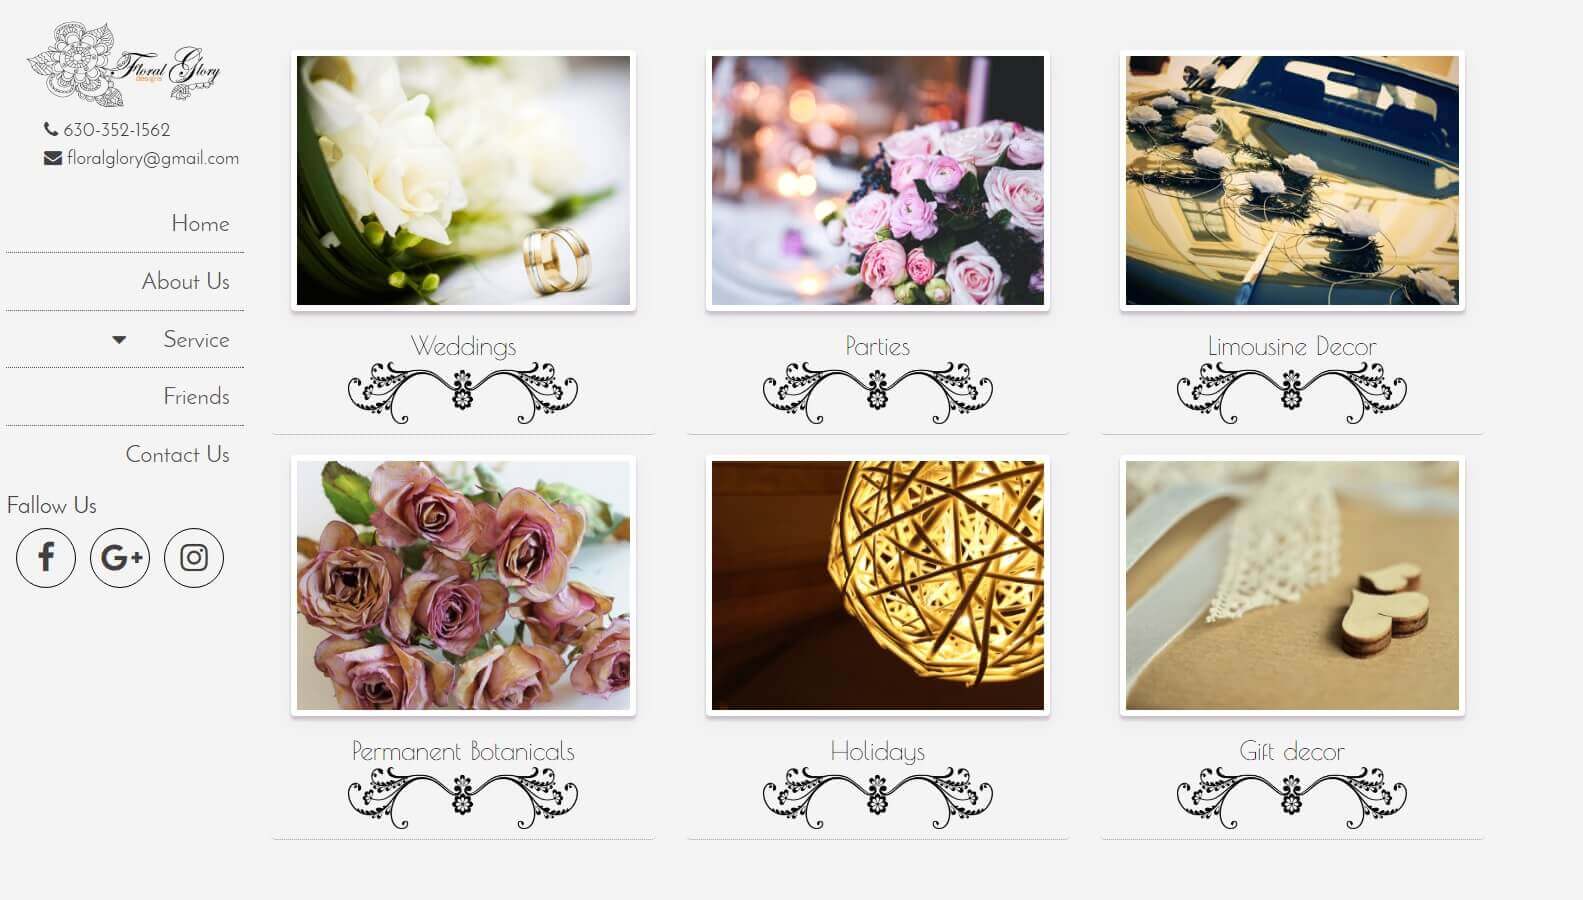 Floral Glory
designs
630-352-1562
floralglory@gmail.com
Home
About Us
Service
Friends
Contact Us
Fallow Us
Weddings
Parties
Limousine Decor
Permanent Botanicals
Holidays
Gift decor